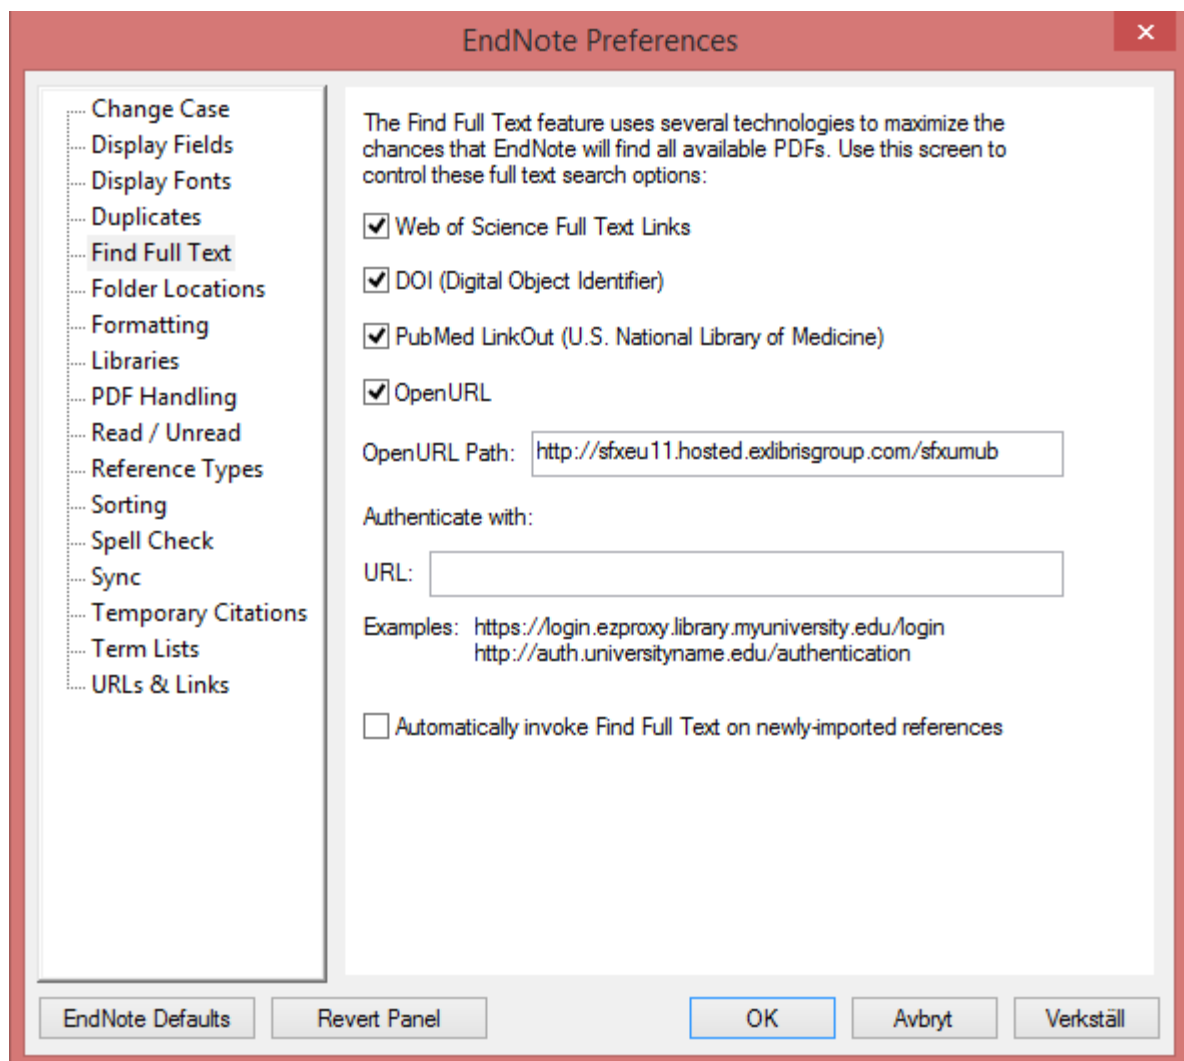 EndNote Preferences
Change Case
Display Fields
Display Fonts
Duplicates
Find Full Text
Folder Locations
Formatting
Libraries
PDF Handling
Read / Unread
Reference Types
Sorting
Spell Check
Sync
Temporary Citations
Term Lists
URLs & Links
The Find Full Text feature uses several technologies to maximize the
chances that EndNote will find all available PDFs. Use this screen to
control these full text search options:
Web of Science Full Text Links
DOI (Digital Object Identifier)
PubMed LinkOut (U.S. National Library of Medicine)
OpenURL
OpenURL Path: http://sfxeu11.hosted.exlibrisgroup.com/sfxumub
Authenticate with:
URL:
Examples: https://login.ezproxy.library.myuniversity.edu/login
http://auth.universityname.edu/authentication
Automatically invoke Find Full Text on newly-imported references
EndNote Defaults Revert Panel OK Avbryt Verkställ